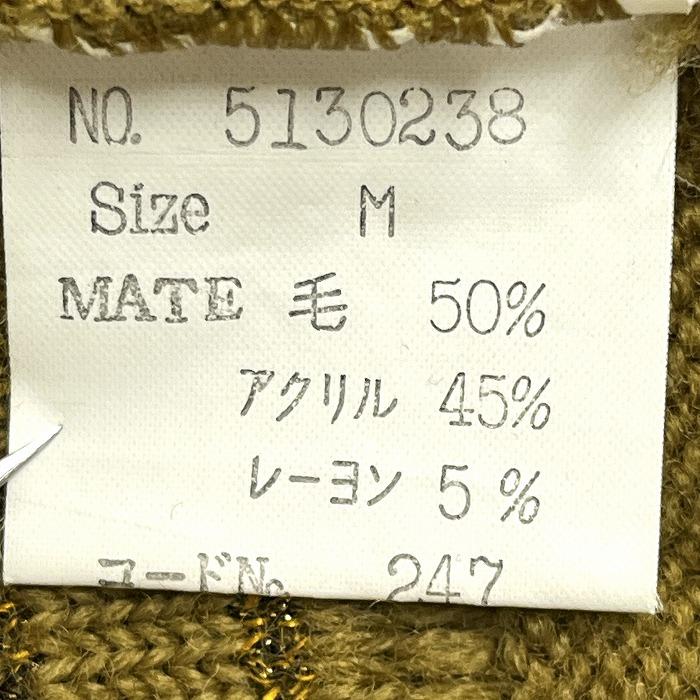 NO. 5130238
Size M
MATE 毛 50%
アクリル 45%
レーヨン 5%
コードNo. 247